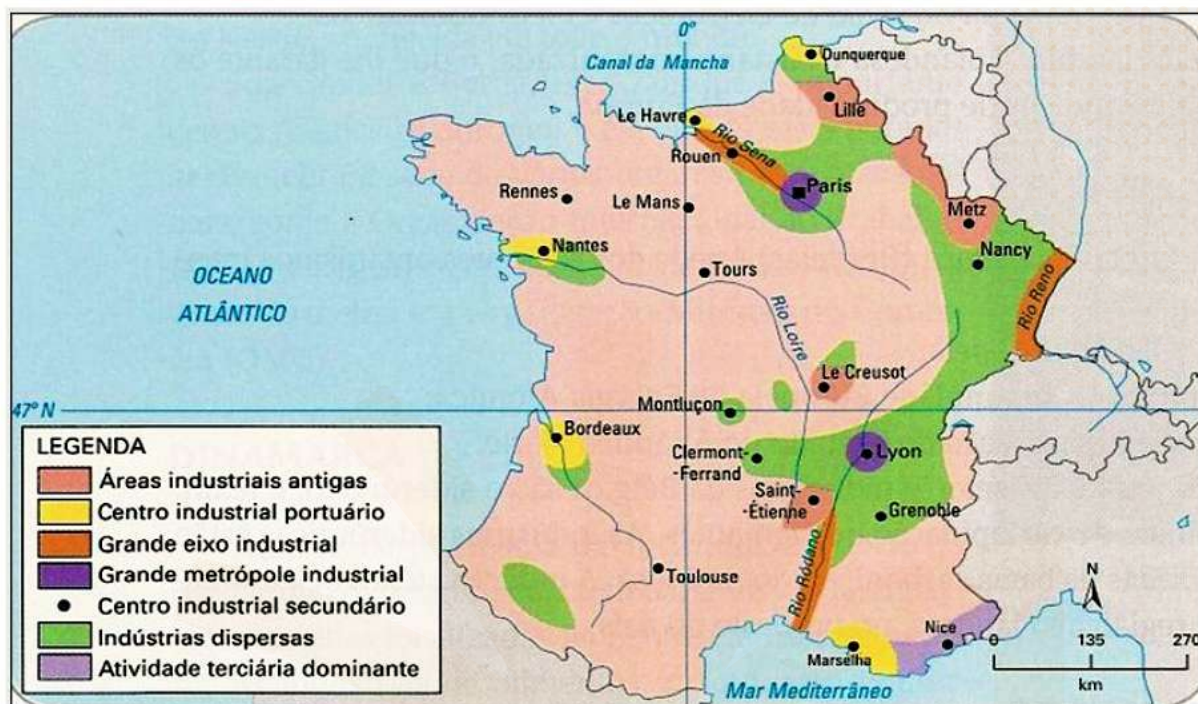 0°
Canal da Mancha
Dunquerque
Lille
Le Havre
Rio Sena
Rouen
Paris
Rennes
Le Mans
Metz
Nancy
Nantes
OCEANO
ATLÂNTICO
Tours
Rio Reno
Rio Loire
Le Creusot
47° N
Montluçon
Bordeaux
Clermont-
-Ferrand
Lyon
Saint-
-Étienne
Grenoble
Toulouse
Rio Ródano
Marselha
Nice
Mar Mediterrâneo
N
0 135 270
km
LEGENDA
Áreas industriais antigas
Centro industrial portuário
Grande eixo industrial
Grande metrópole industrial
Centro industrial secundário
Indústrias dispersas
Atividade terciária dominante